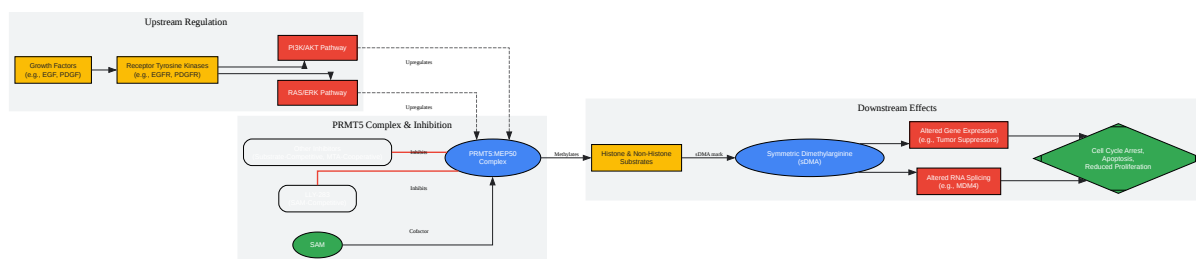 Upstream Regulation
Growth Factors
(e.g., EGF, PDGF)
Receptor Tyrosine Kinases
(e.g., EGFR, PDGFR)
PI3K/AKT Pathway
RAS/ERK Pathway
Upregulates
Upregulates
PRMT5 Complex & Inhibition
Inhibits
Inhibits
PRMT5:MEP50
Complex
SAM
Cofactor
Methylates
Downstream Effects
Histone & Non-Histone
Substrates
sDMA mark
Symmetric Dimethylarginine
(sDMA)
Altered Gene Expression
(e.g., Tumor Suppressors)
Altered RNA Splicing
(e.g., MDM4)
Cell Cycle Arrest,
Apoptosis,
Reduced Proliferation